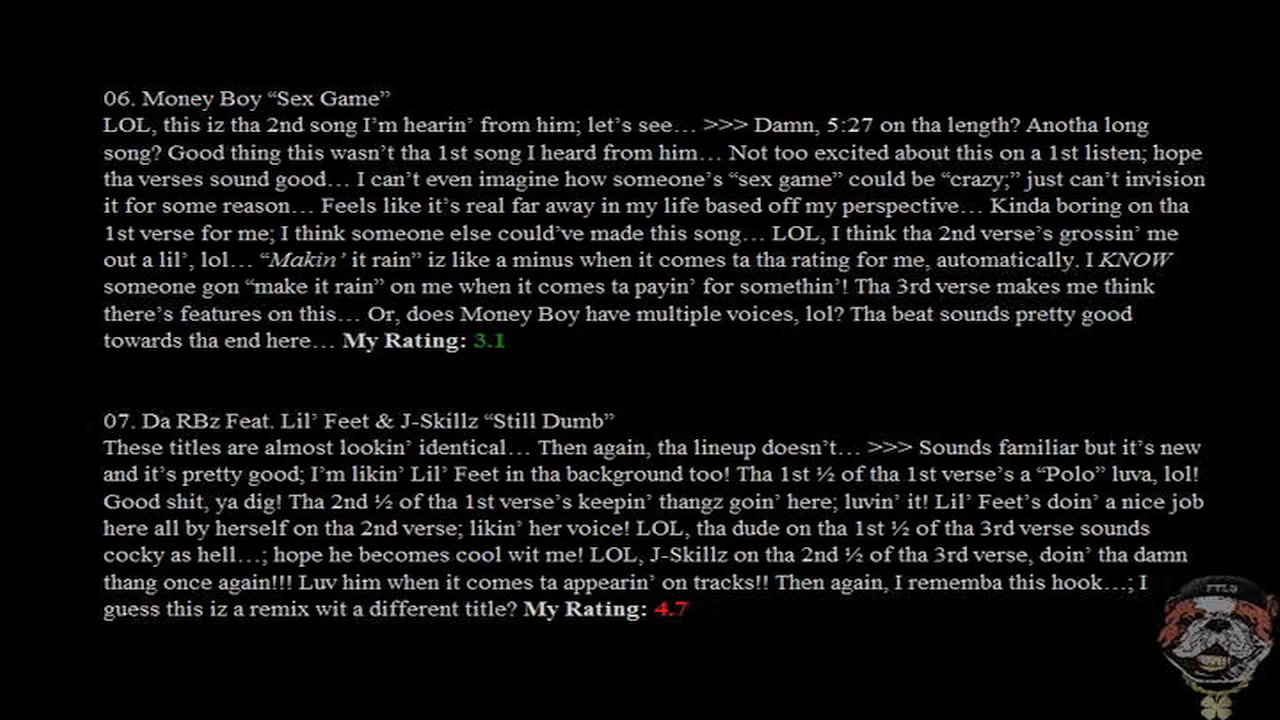 06. Money Boy “Sex Game”
LOL, this iz tha 2nd song I’m hearin’ from him; let’s see… >>> Damn, 5:27 on tha length? Anotha long
song? Good thing this wasn’t tha 1st song I heard from him… Not too excited about this on a 1st listen; hope
tha verses sound good… I can’t even imagine how someone’s “sex game” could be “crazy;” just can’t invision
it for some reason… Feels like it’s real far away in my life based off my perspective… Kinda boring on tha
1st verse for me; I think someone else could’ve made this song… LOL, I think tha 2nd verse’s grossin’ me
out a lil’, lol… “Makin’ it rain” iz like a minus when it comes ta tha rating for me, automatically. I KNOW
someone gon “make it rain” on me when it comes ta payin’ for somethin’! Tha 3rd verse makes me think
there’s features on this… Or, does Money Boy have multiple voices, lol? Tha beat sounds pretty good
towards tha end here… My Rating: 3.1
07. Da RBz Feat. Lil’ Feet & J-Skillz “Still Dumb”
These titles are almost lookin’ identical… Then again, tha lineup doesn’t… >>> Sounds familiar but it’s new
and it’s pretty good; I’m likin’ Lil’ Feet in tha background too! Tha 1st ½ of tha 1st verse’s a “Polo” luva, lol!
Good shit, ya dig! Tha 2nd ½ of tha 1st verse’s keepin’ thangz goin’ here; luvin’ it! Lil’ Feet’s doin’ a nice job
here all by herself on tha 2nd verse; likin’ her voice! LOL, tha dude on tha 1st ½ of tha 3rd verse sounds
cocky as hell…; hope he becomes cool wit me! LOL, J-Skillz on tha 2nd ½ of tha 3rd verse, doin’ tha damn
thang once again!!! Luv him when it comes ta appearin’ on tracks!! Then again, I rememba this hook…; I
guess this iz a remix wit a different title? My Rating: 4.7